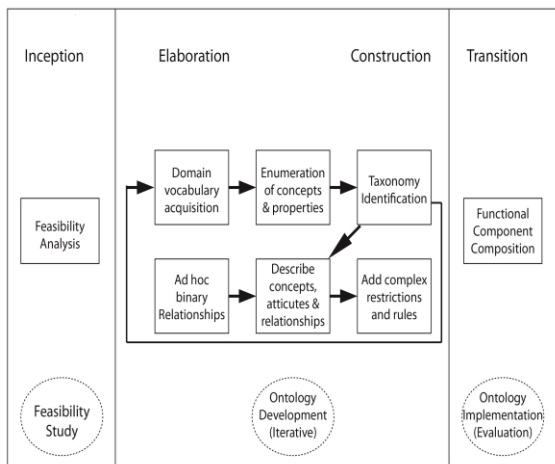 Inception
Elaboration
Construction
Transition
Domain
vocabulary
acquisition
Enumeration
of concepts
& properties
Taxonomy
Identification
Feasibility
Analysis
Functional
Component
Composition
Ad hoc
binary
Relationships
Describe
concepts,
atticutes &
relationships
Add complex
restrictions
and rules
Feasibility
Study
Ontology
Development
(Iterative)
Ontology
Implementation
(Evaluation)